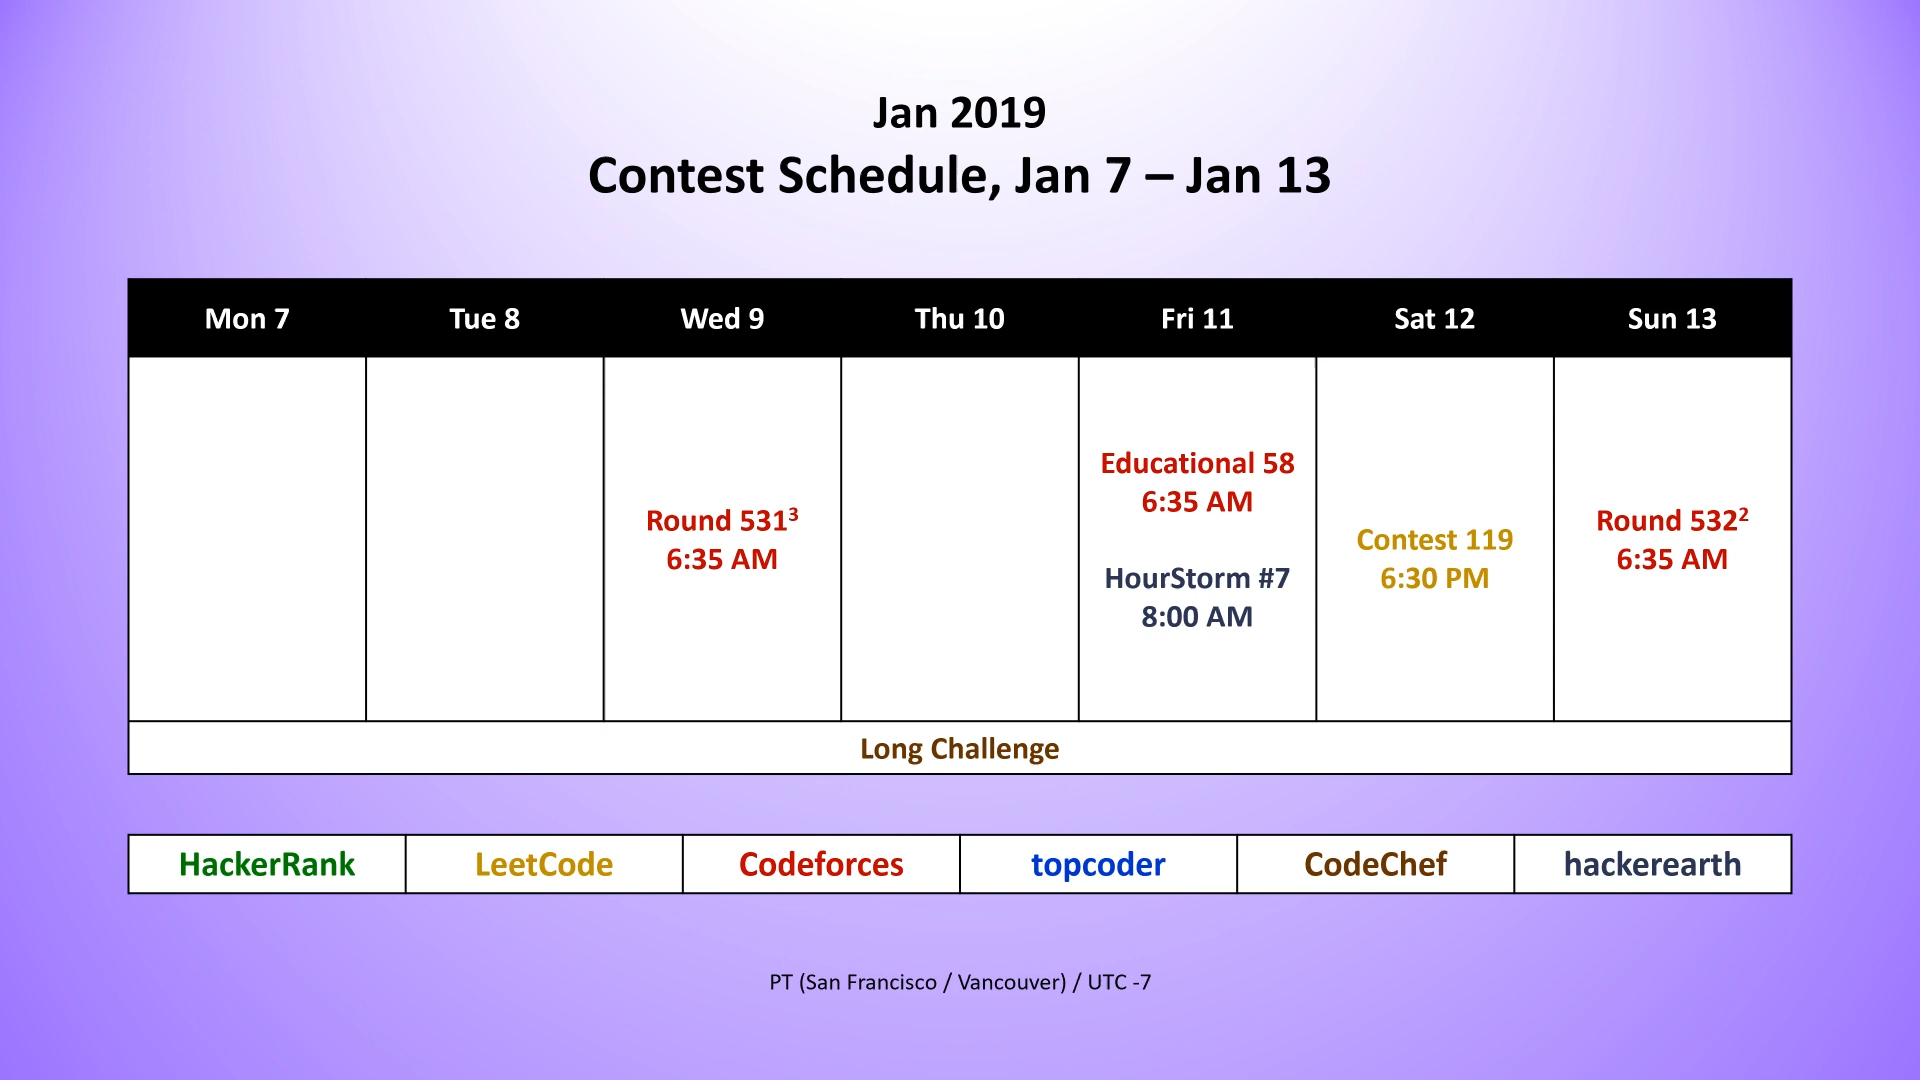 Jan 2019
Contest Schedule, Jan 7 – Jan 13
Mon 7 Tue 8 Wed 9 Thu 10 Fri 11 Sat 12 Sun 13
Round 531³
6:35 AM
Educational 58
6:35 AM
HourStorm #7
8:00 AM
Contest 119
6:30 PM
Round 532²
6:35 AM
Long Challenge
HackerRank LeetCode Codeforces topcoder CodeChef hackerearth
PT (San Francisco / Vancouver) / UTC -7